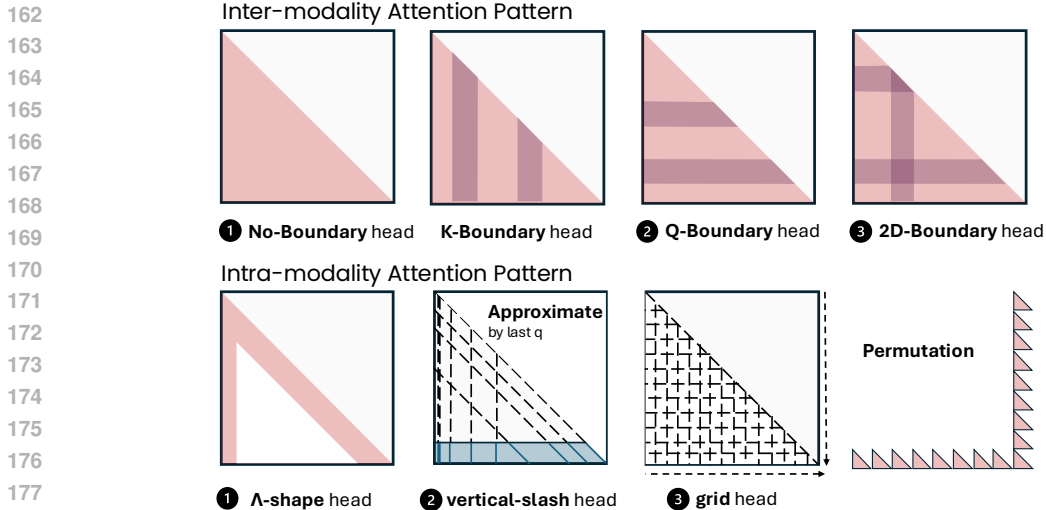 162
Inter-modality Attention Pattern
163
164
165
166
167
168
169
1 No-Boundary head K-Boundary head 2 Q-Boundary head 3 2D-Boundary head
170
Intra-modality Attention Pattern
171
Approximate
172
by last q
173
Permutation
174
175
176
177
1 Λ-shape head 2 vertical-slash head 3 grid head